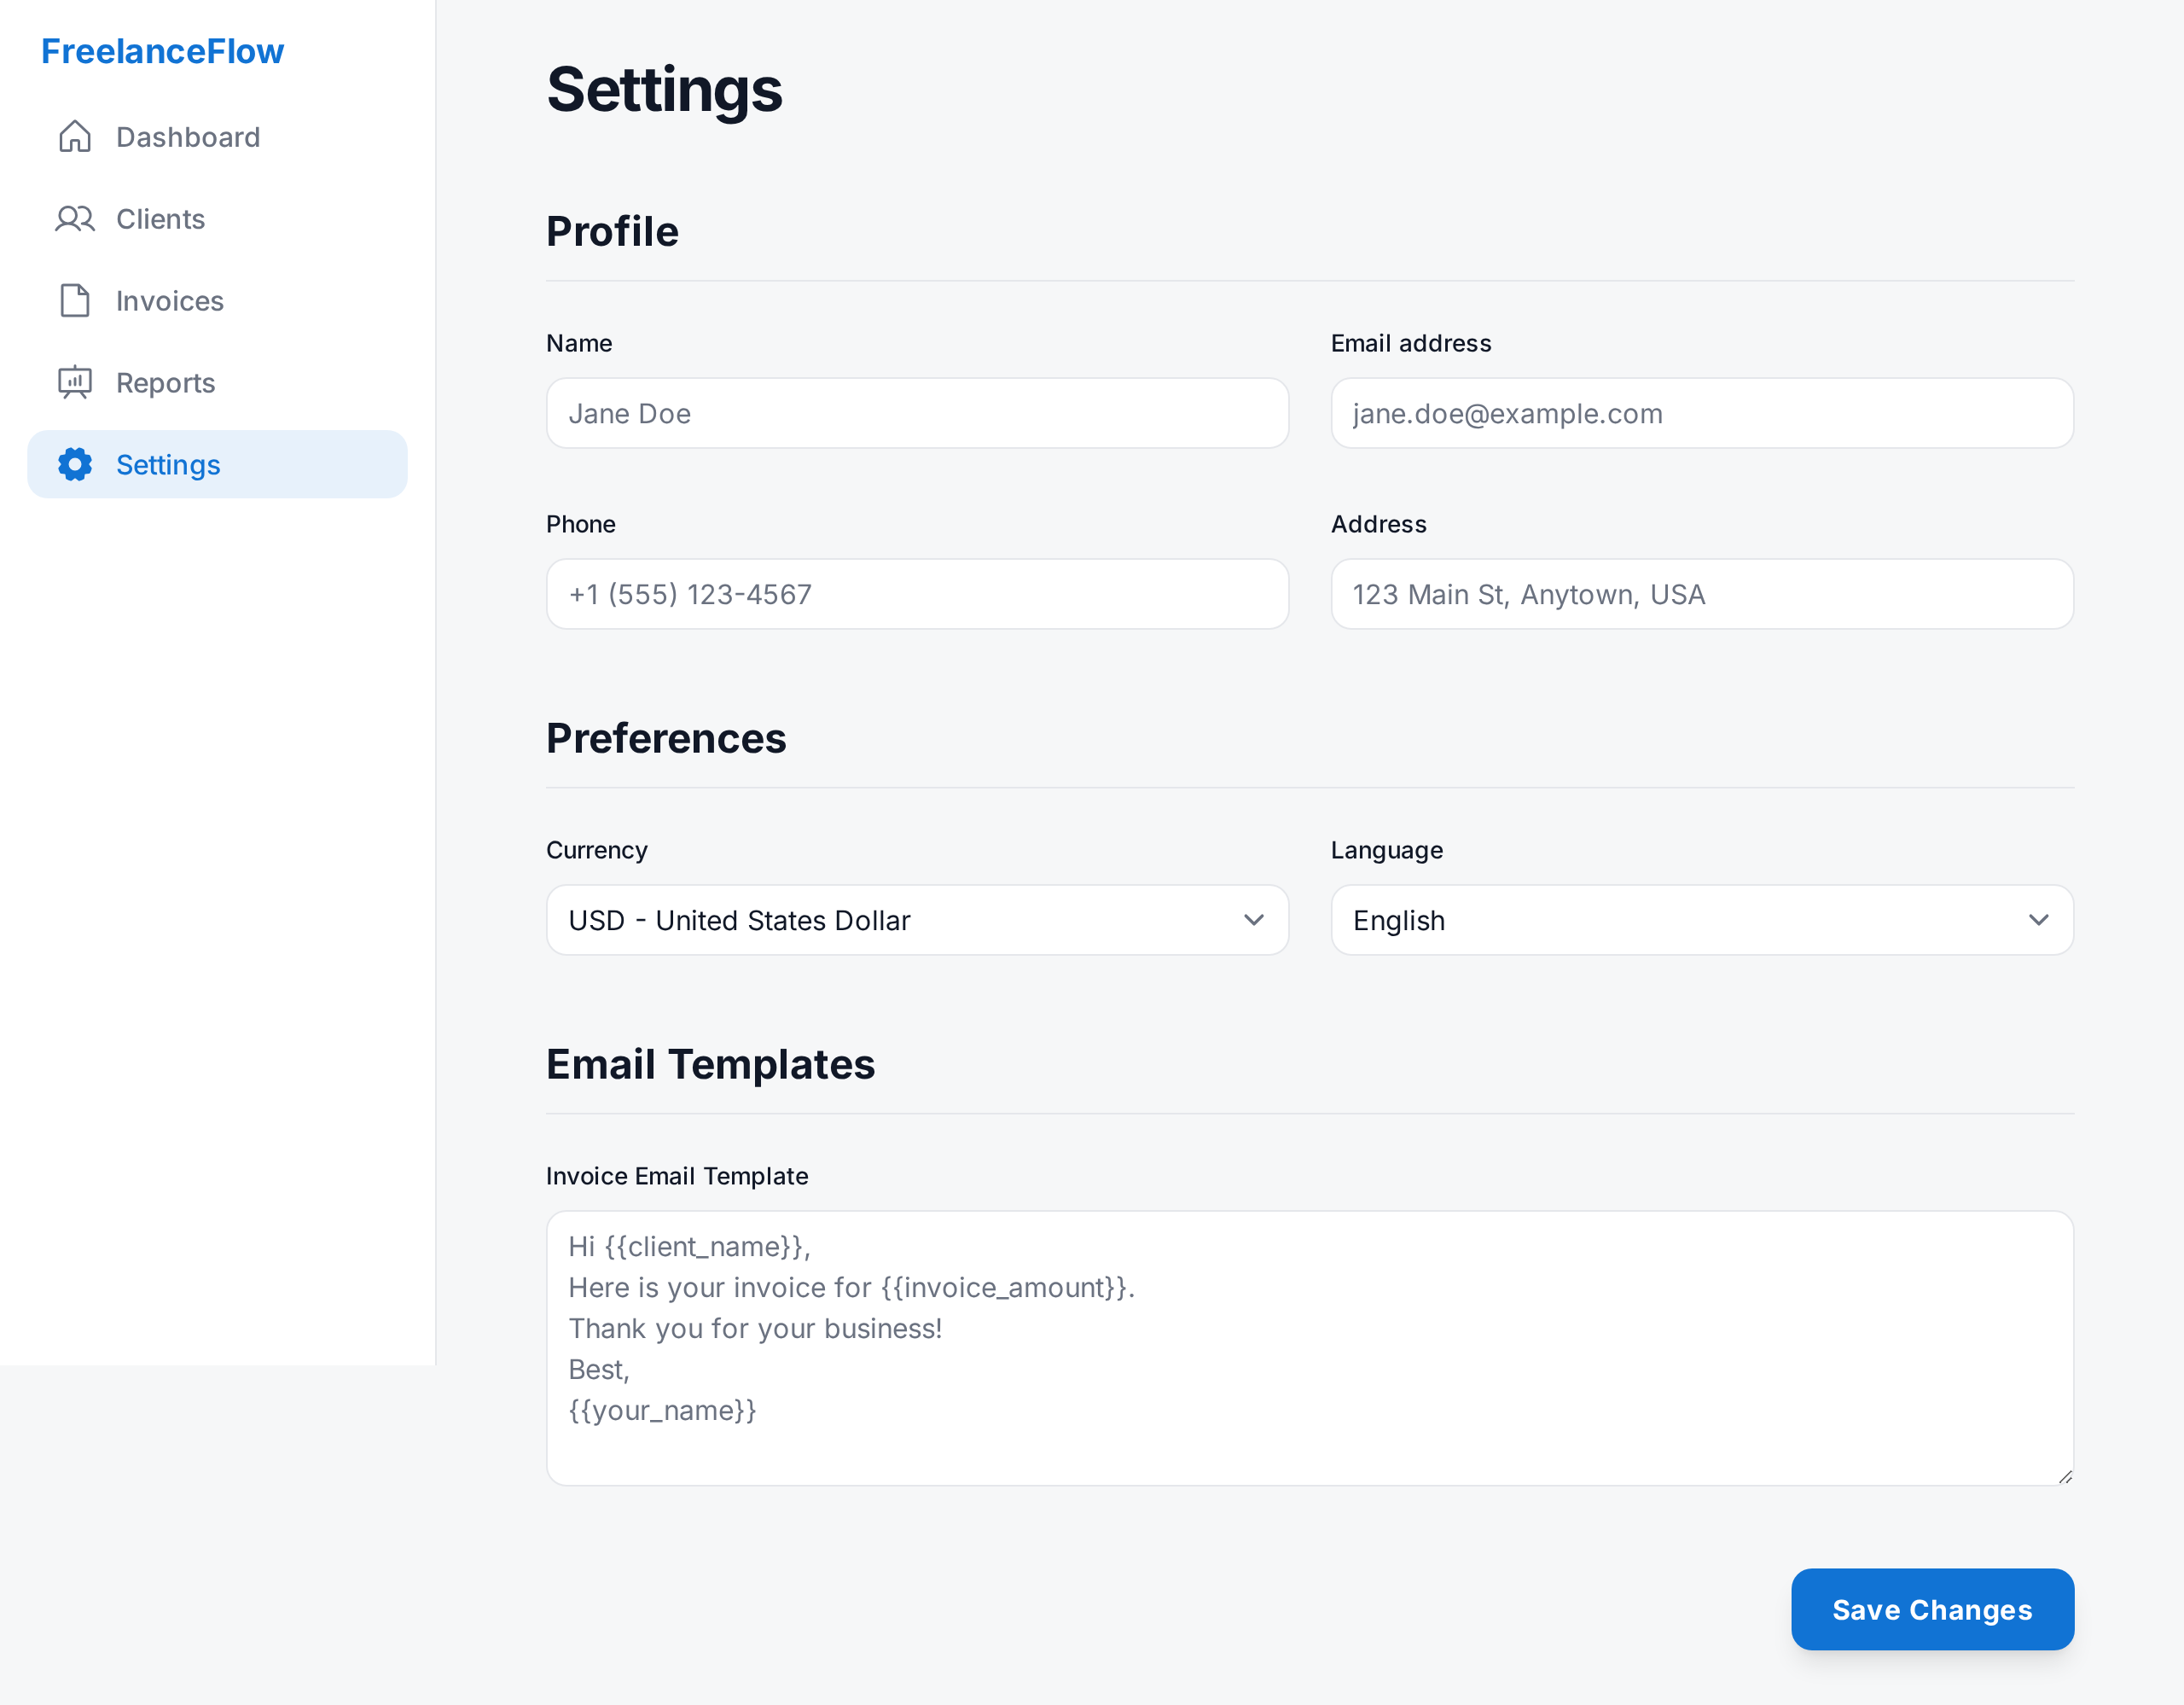 FreelanceFlow
Dashboard
Clients
Invoices
Reports
Settings
Settings
Profile
Name
Jane Doe
Email address
jane.doe@example.com
Phone
+1 (555) 123-4567
Address
123 Main St, Anytown, USA
Preferences
Currency
USD - United States Dollar
Language
English
Email Templates
Invoice Email Template
Hi {{client_name}},
Here is your invoice for {{invoice_amount}}.
Thank you for your business!
Best,
{{your_name}}
Save Changes